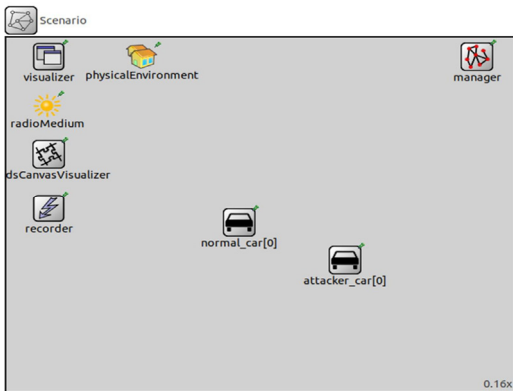 Scenario
visualizer
physicalEnvironment
manager
radioMedium
dsCanvasVisualizer
recorder
normal_car[0]
attacker_car[0]
0.16x